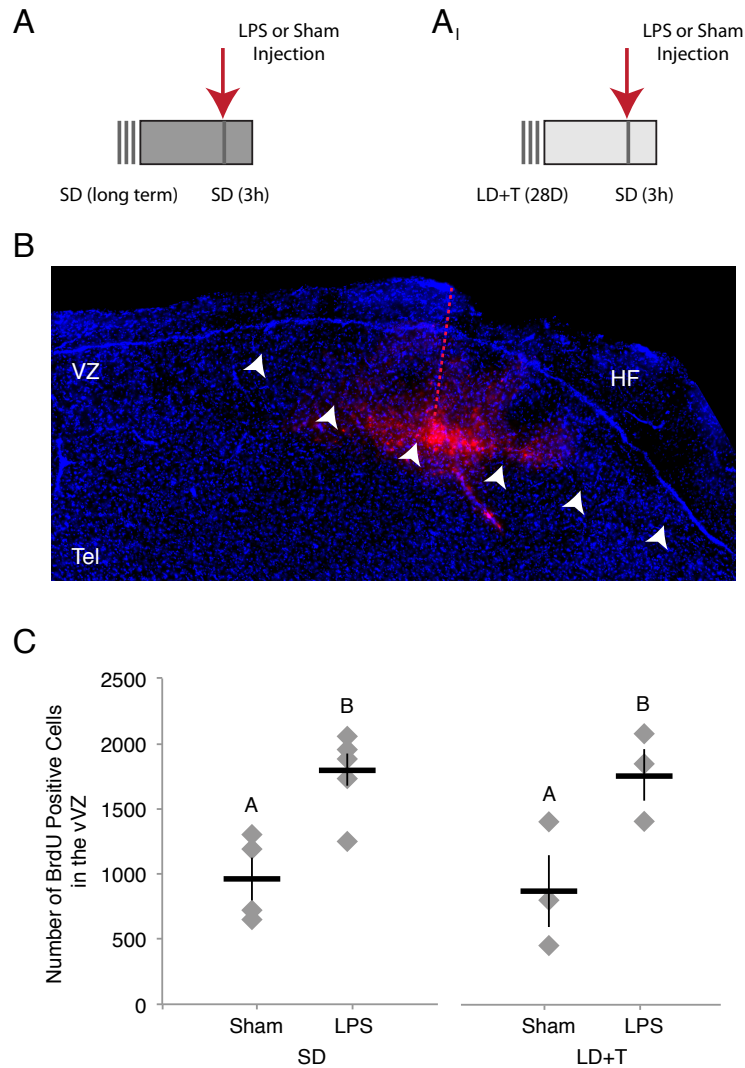 A
LPS or Sham
Injection
SD (long term)
SD (3h)
A I
LPS or Sham
Injection
LD+T (28D)
SD (3h)
B
VZ
HF
Tel
C
Number of BrdU Positive Cells
in the vVZ
2500
2000
1500
1000
500
0
A
B
A
B
Sham
LPS
Sham
LPS
SD
LD+T